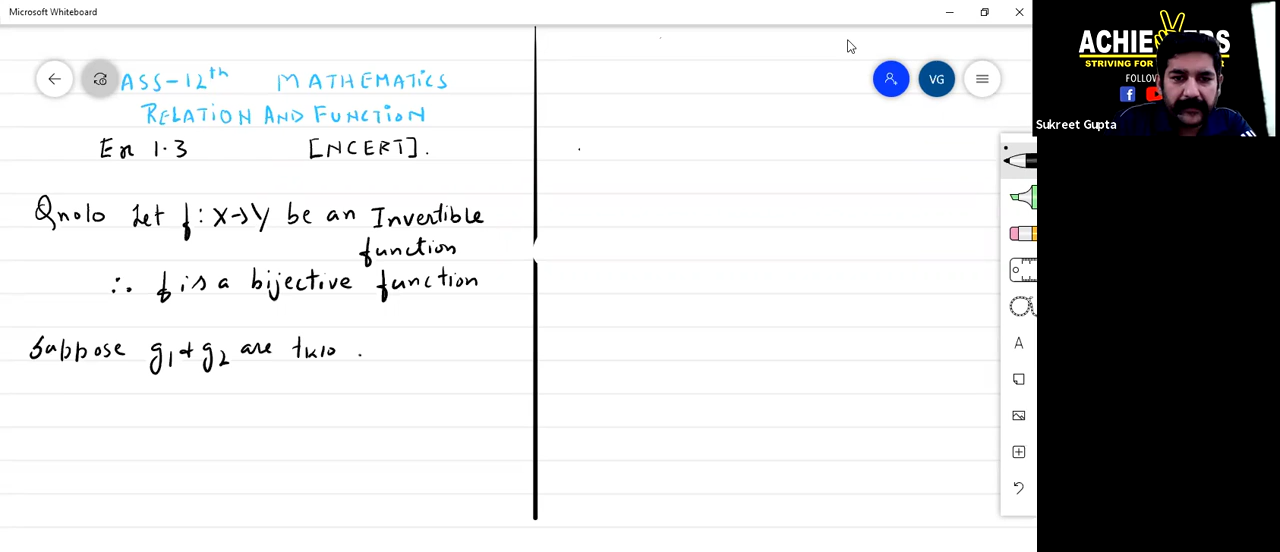 Microsoft Whiteboard
ASS-12th MATHEMATICS
RELATION AND FUNCTION
Ex 1.3 [NCERT].
Qno10 Let f: X→Y be an Invertible
function
∴ f is a bijective function
Suppose g1 & g2 are two
VG
A
ACHIEVERS
STRIVING FOR
FOLLOW
Sukreet Gupta